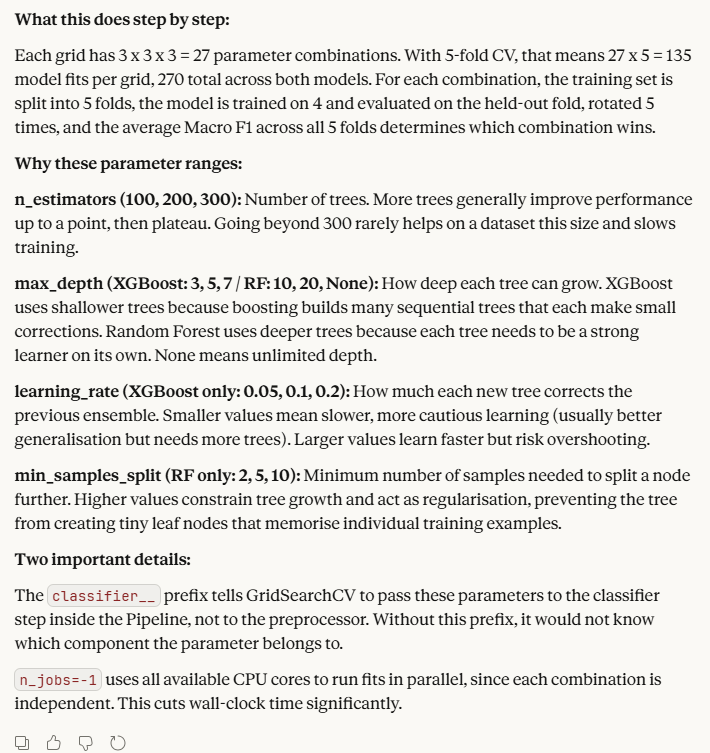 What this does step by step:
Each grid has 3 x 3 x 3 = 27 parameter combinations. With 5-fold CV, that means 27 x 5 = 135
model fits per grid, 270 total across both models. For each combination, the training set is
split into 5 folds, the model is trained on 4 and evaluated on the held-out fold, rotated 5
times, and the average Macro F1 across all 5 folds determines which combination wins.
Why these parameter ranges:
n_estimators (100, 200, 300): Number of trees. More trees generally improve performance
up to a point, then plateau. Going beyond 300 rarely helps on a dataset this size and slows
training.
max_depth (XGBoost: 3, 5, 7 / RF: 10, 20, None): How deep each tree can grow. XGBoost
uses shallower trees because boosting builds many sequential trees that each make small
corrections. Random Forest uses deeper trees because each tree needs to be a strong
learner on its own. None means unlimited depth.
learning_rate (XGBoost only: 0.05, 0.1, 0.2): How much each new tree corrects the
previous ensemble. Smaller values mean slower, more cautious learning (usually better
generalisation but needs more trees). Larger values learn faster but risk overshooting.
min_samples_split (RF only: 2, 5, 10): Minimum number of samples needed to split a node
further. Higher values constrain tree growth and act as regularisation, preventing the tree
from creating tiny leaf nodes that memorise individual training examples.
Two important details:
The classifier__ prefix tells GridSearchCV to pass these parameters to the classifier
step inside the Pipeline, not to the preprocessor. Without this prefix, it would not know
which component the parameter belongs to.
n_jobs=-1 uses all available CPU cores to run fits in parallel, since each combination is
independent. This cuts wall-clock time significantly.